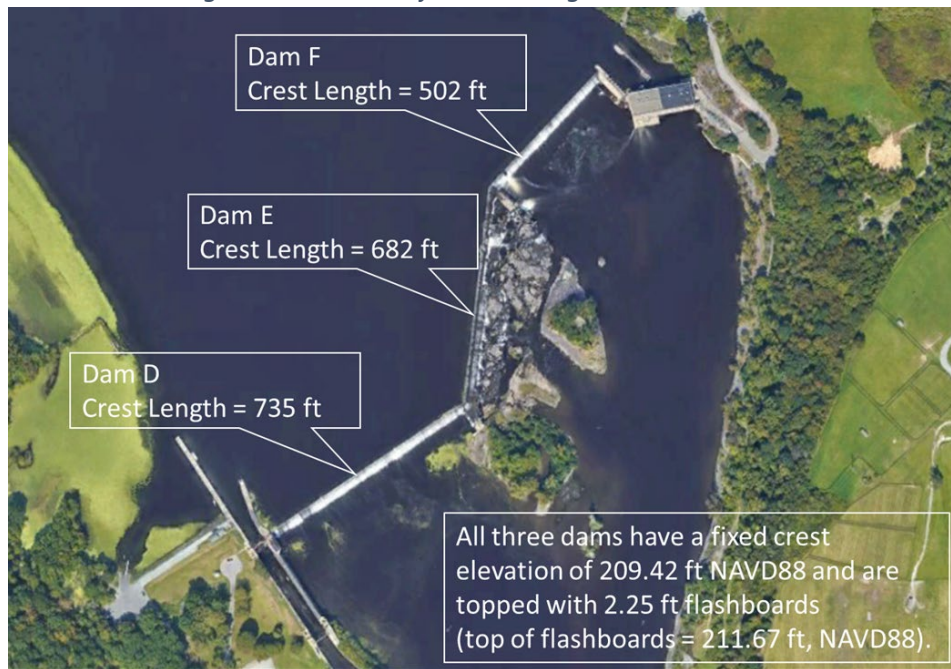 Dam F
Crest Length = 502 ft
Dam E
Crest Length = 682 ft
Dam D
Crest Length = 735 ft
All three dams have a fixed crest
elevation of 209.42 ft NAVD88 and are
topped with 2.25 ft flashboards
(top of flashboards = 211.67 ft, NAVD88).